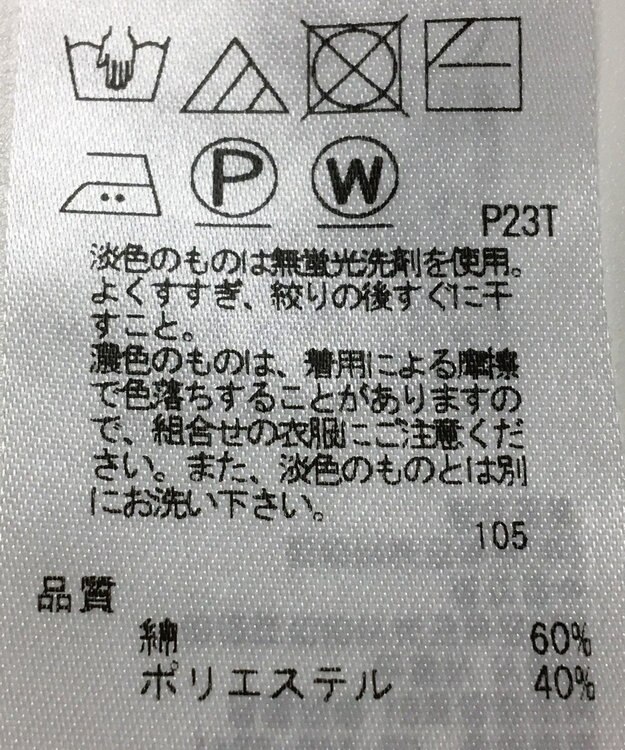 P W
P23T
淡色のものは無蛍光洗剤を使用。
よくすすぎ、絞りの後すぐに干
すこと。
濃色のものは、着用による摩擦
で色落ちすることがありますの
で、組合せの衣服にご注意くだ
さい。また、淡色のものとは別
にお洗い下さい。
105
品質
綿 60%
ポリエステル 40%